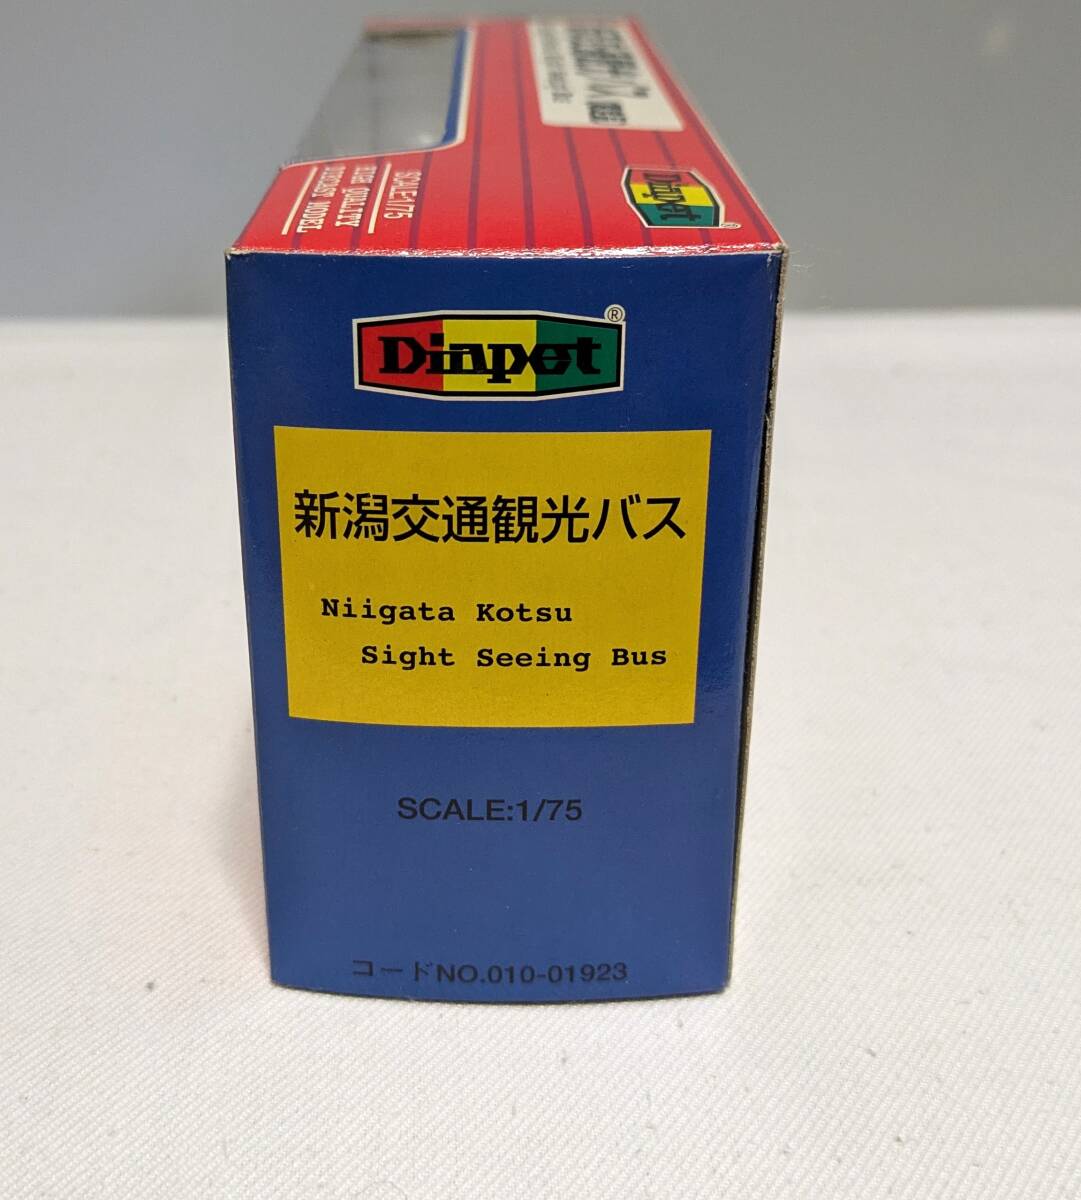 SCALE:1/75
HIGH QUALITY
DIECAST MODEL
Diapet®
Diapet®
新潟交通観光バス
Niigata Kotsu
Sight Seeing Bus
SCALE:1/75
コードNO.010-01923